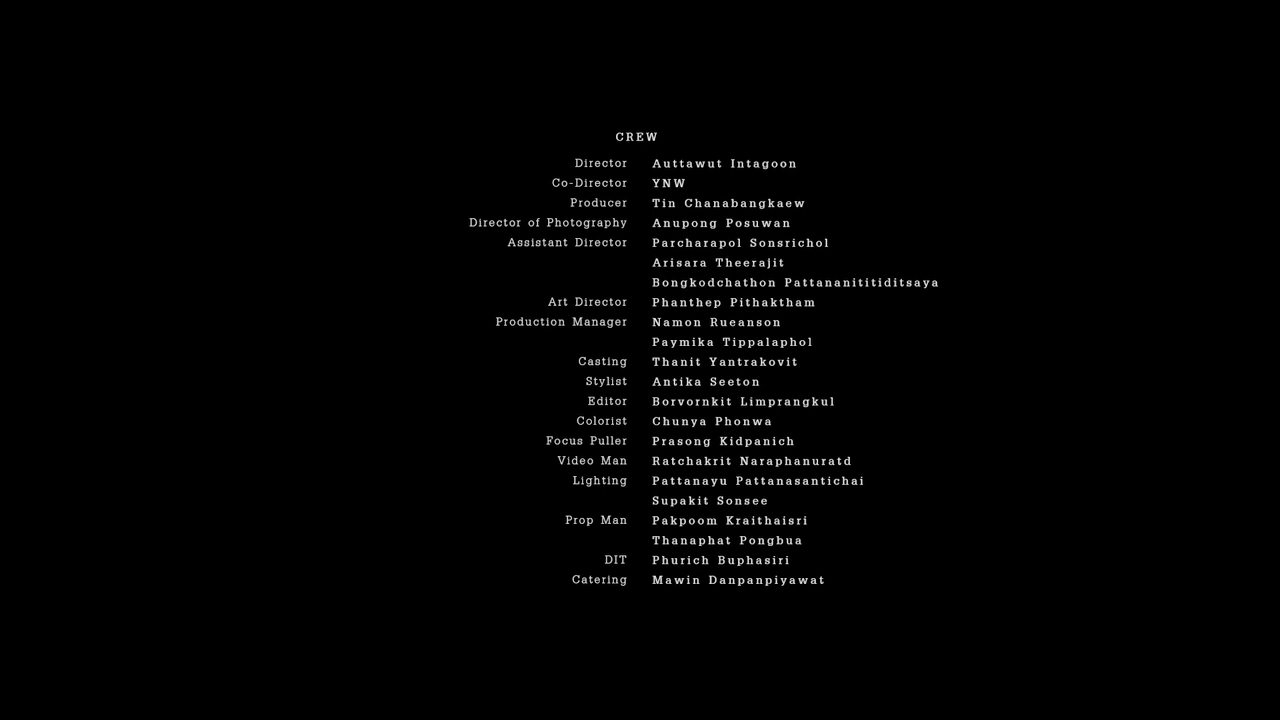 CREW
Director Auttawut Intagoon
Co-Director YNW
Producer Tin Chanabangkaew
Director of Photography Anupong Posuwan
Assistant Director Parcharapol Sonsrichol
Arisara Theerajit
Bongkodchathon Pattananititiditsaya
Art Director Phanthep Pithaktham
Production Manager Namon Rueanson
Paymika Tippalaphol
Casting Thanit Yantrakovit
Stylist Antika Seeton
Editor Borvornkit Limprangkul
Colorist Chunya Phonwa
Focus Puller Prasong Kidpanich
Video Man Ratchakrit Naraphanuratd
Lighting Pattanayu Pattanasantichai
Supakit Sonsee
Prop Man Pakpoom Kraithaisri
Thanaphat Pongbua
DIT Phurich Buphasiri
Catering Mawin Danpanpiyawat